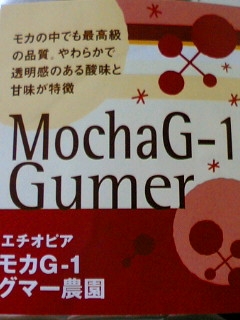 モカの中でも最高級
の品質。やわらかで
透明感のある酸味と
甘味が特徴
MochaG-1
Gumer
エチオピア
モカG-1
グマー農園